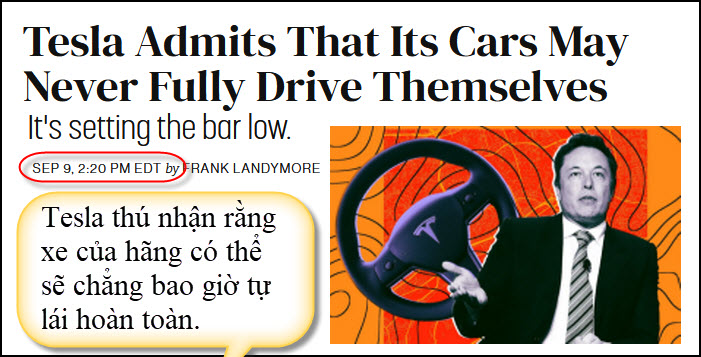 Tesla Admits That Its Cars May
Never Fully Drive Themselves
It's setting the bar low.
SEP 9, 2:20 PM EDT by FRANK LANDYMORE
Tesla thú nhận rằng
xe của hãng có thể
sẽ chẳng bao giờ tự
lái hoàn toàn.